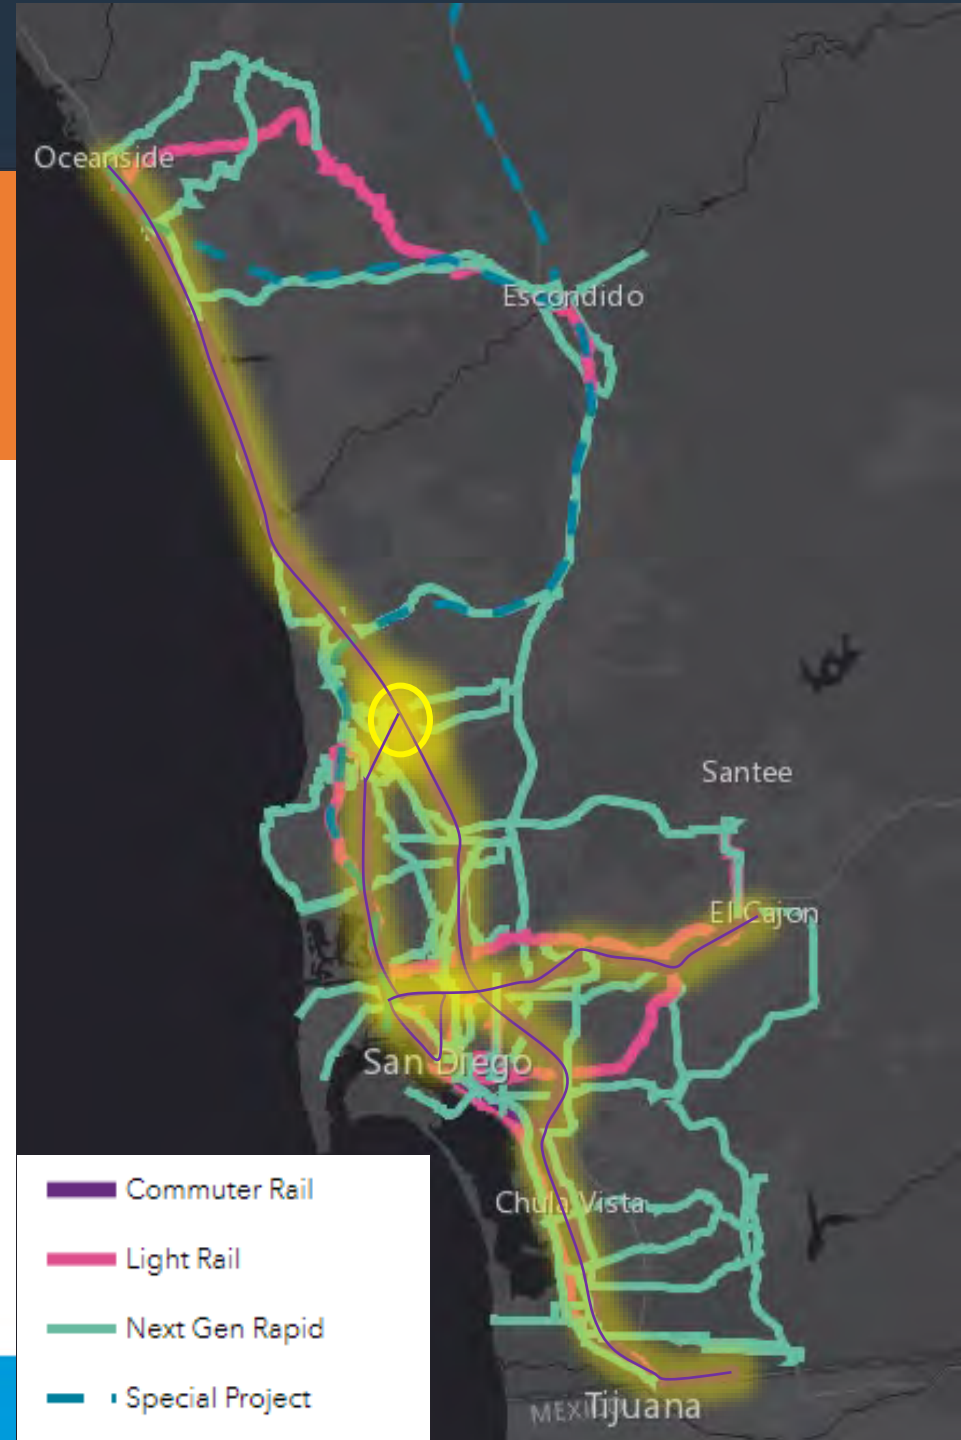 Oceanside
Escondido
Santee
El Cajon
San Diego
Chula Vista
Tijuana
Commuter Rail
Light Rail
Next Gen Rapid
Special Project